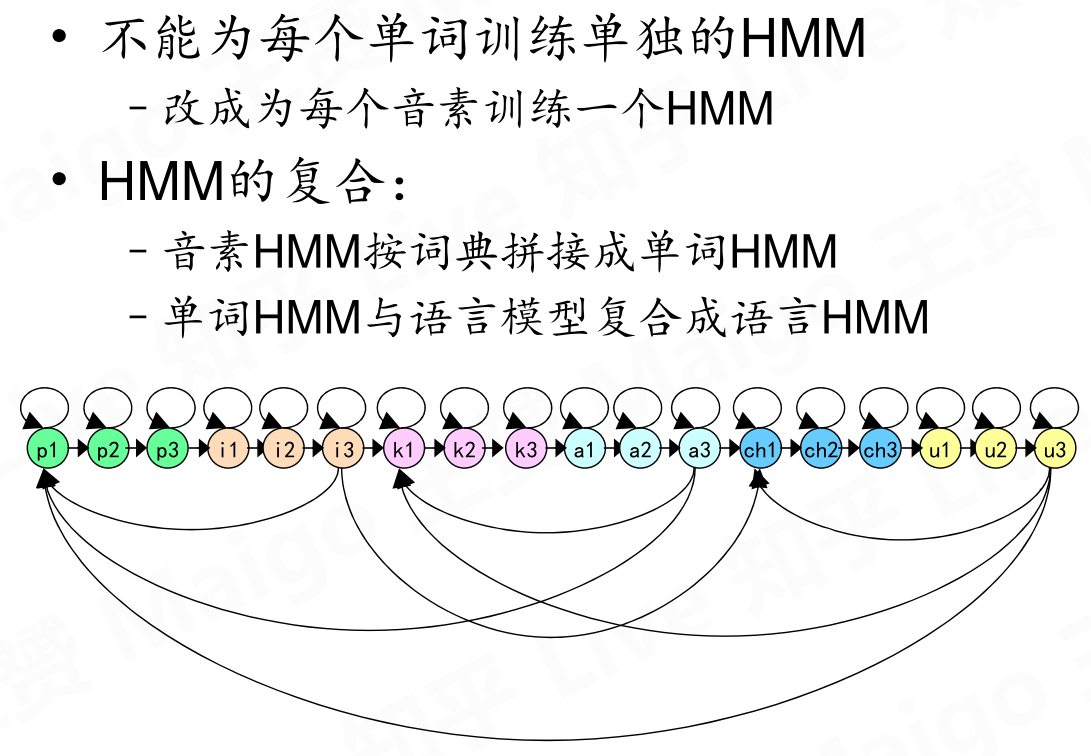 • 不能为每个单词训练单独的HMM
– 改成为每个音素训练一个HMM
• HMM的复合：
– 音素HMM按词典拼接成单词HMM
– 单词HMM与语言模型复合成语言HMM
p1 p2 p3 i1 i2 i3 k1 k2 k3 a1 a2 a3 ch1 ch2 ch3 u1 u2 u3